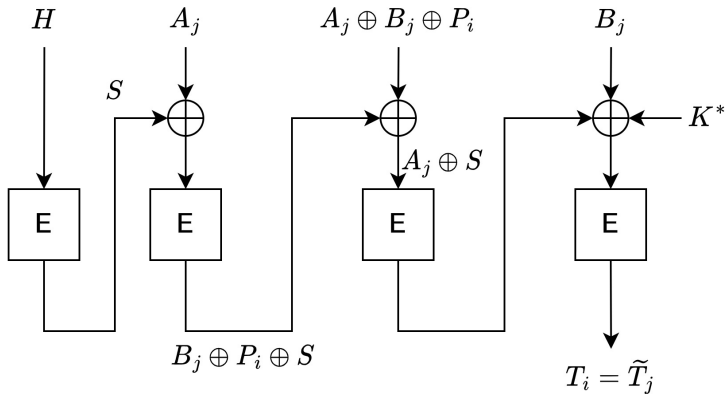 H A_j A_j ⊕ B_j ⊕ P_i B_j
S K*
A_j ⊕ S
E E E E
B_j ⊕ P_i ⊕ S
T_i = T̃_j